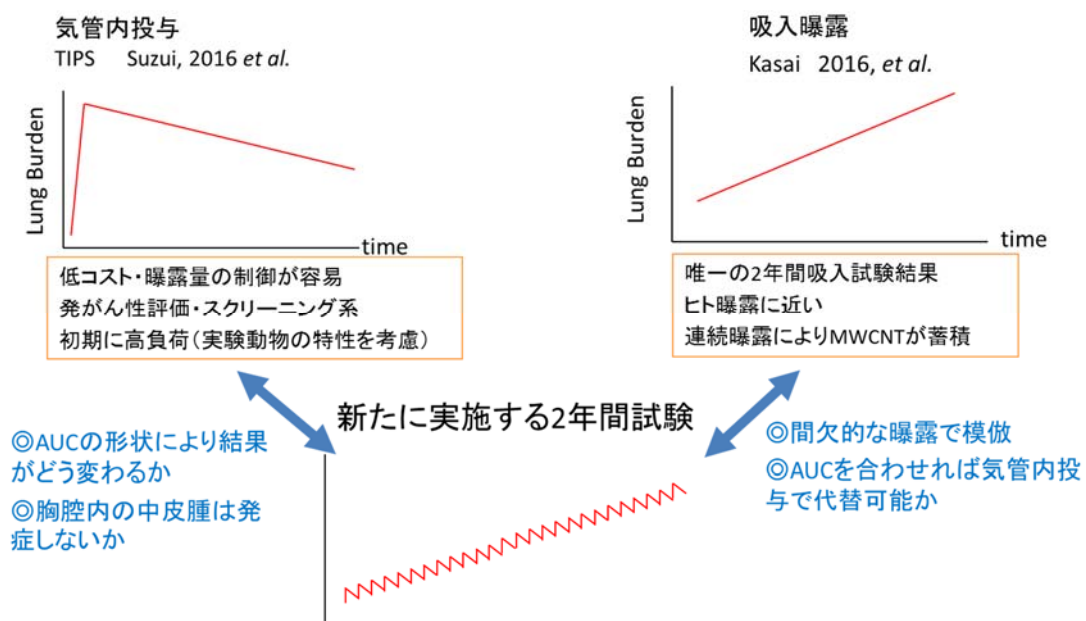 気管内投与
TIPS Suzui, 2016 et al.
Lung Burden
time
低コスト・曝露量の制御が容易
発がん性評価・スクリーニング系
初期に高負荷（実験動物の特性を考慮）
吸入曝露
Kasai 2016, et al.
Lung Burden
time
唯一の2年間吸入試験結果
ヒト曝露に近い
連続曝露によりMWCNTが蓄積
新たに実施する2年間試験
◎AUCの形状により結果
がどう変わるか
◎胸腔内の中皮腫は発
症しないか
◎間欠的な曝露で模倣
◎AUCを合わせれば気管内投
与で代替可能か